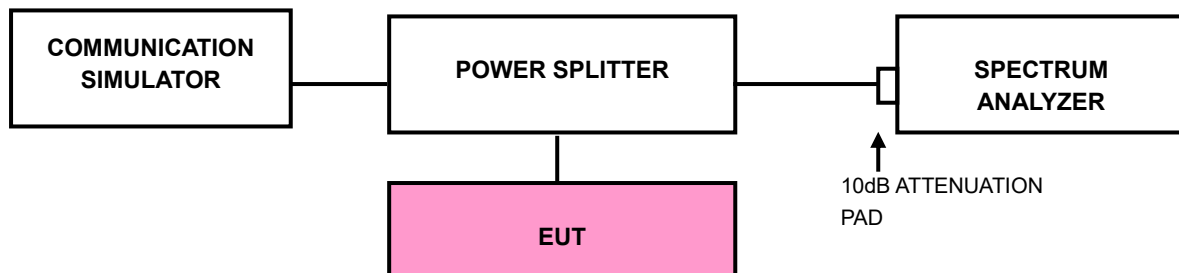 COMMUNICATION
SIMULATOR
POWER SPLITTER
SPECTRUM
ANALYZER
10dB ATTENUATION
PAD
EUT